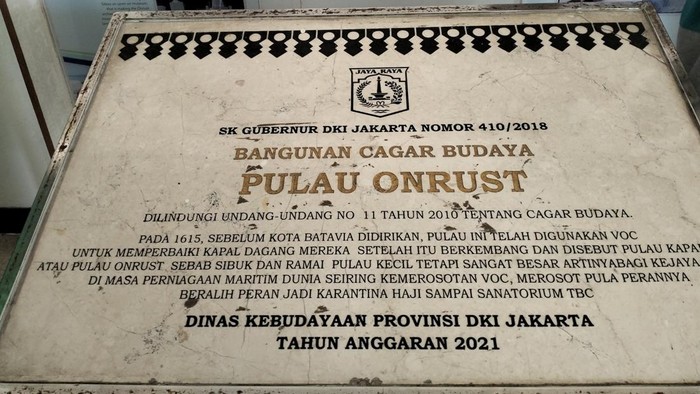 JAYA RAYA
SK GUBERNUR DKI JAKARTA NOMOR 410/2018
BANGUNAN CAGAR BUDAYA
PULAU ONRUST
DILINDUNGI UNDANG-UNDANG NO 11 TAHUN 2010 TENTANG CAGAR BUDAYA.
PADA 1615, SEBELUM KOTA BATAVIA DIDIRIKAN, PULAU INI TELAH DIGUNAKAN VOC
UNTUK MEMPERBAIKI KAPAL DAGANG MEREKA SETELAH ITU BERKEMBANG DAN DISEBUT PULAU KAPA
ATAU PULAU ONRUST SEBAB SIBUK DAN RAMAI PULAU KECIL TETAPI SANGAT BESAR ARTINYABAGI KEJAYA
DI MASA PERNIAGAAN MARITIM DUNIA SEIRING KEMEROSOTAN VOC, MEROSOT PULA PERANNYA
BERALIH PERAN JADI KARANTINA HAJI SAMPAI SANATORIUM TBC
DINAS KEBUDAYAAN PROVINSI DKI JAKARTA
TAHUN ANGGARAN 2021